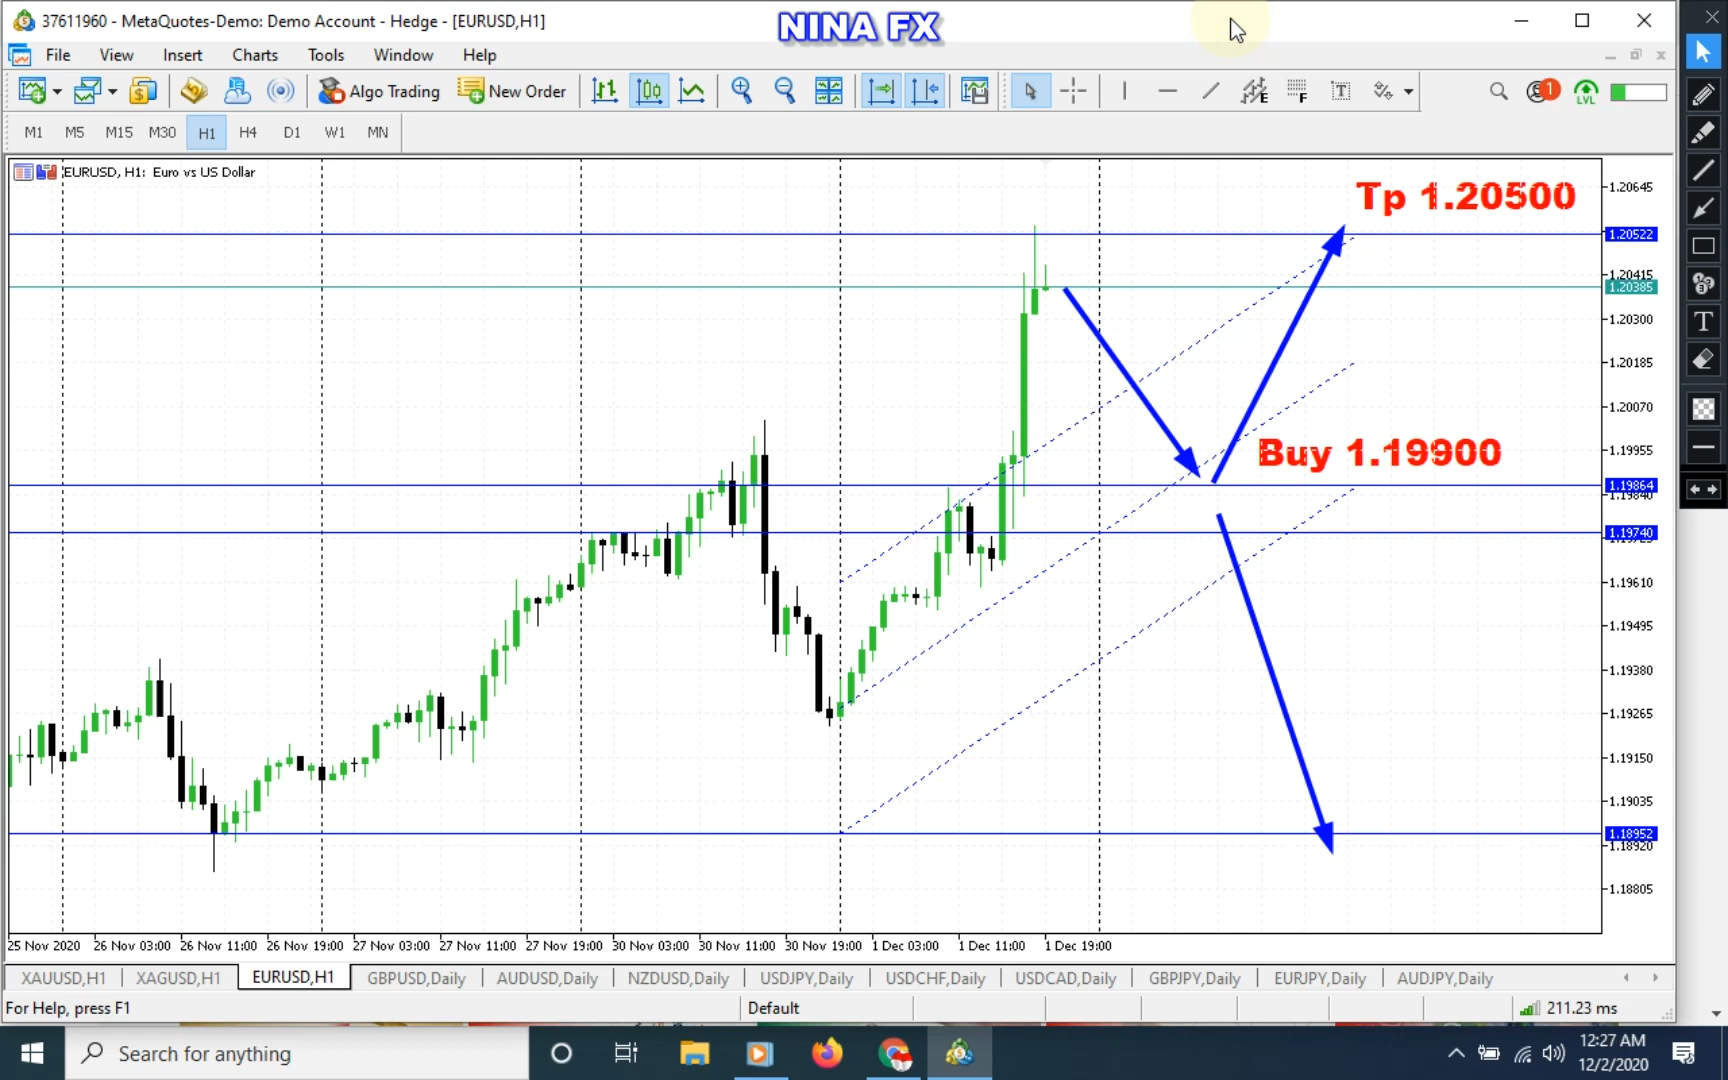 37611960 - MetaQuotes-Demo: Demo Account - Hedge - [EURUSD,H1]
NINA FX
File View Insert Charts Tools Window Help
Algo Trading New Order
E F T 1 LVL
M1 M5 M15 M30 H1 H4 D1 W1 MN
EURUSD, H1: Euro vs US Dollar
1.20645
Tp 1.20500
1.20522
1.20415
1.20385
1.20300
1.20185
1.20070
Buy 1.19900
1.19955
1.19864
1.19840
1.19740
1.19610
1.19495
1.19380
1.19265
1.19150
1.19035
1.18952
1.18920
1.18805
25 Nov 2020 26 Nov 03:00 26 Nov 11:00 26 Nov 19:00 27 Nov 03:00 27 Nov 11:00 27 Nov 19:00 30 Nov 03:00 30 Nov 11:00 30 Nov 19:00 1 Dec 03:00 1 Dec 11:00 1 Dec 19:00
XAUUSD,H1 XAGUSD,H1 EURUSD,H1 GBPUSD,Daily AUDUSD,Daily NZDUSD,Daily USDJPY,Daily USDCHF,Daily USDCAD,Daily GBPJPY,Daily EURJPY,Daily AUDJPY,Daily
For Help, press F1 Default 211.23 ms
Search for anything
12:27 AM
12/2/2020